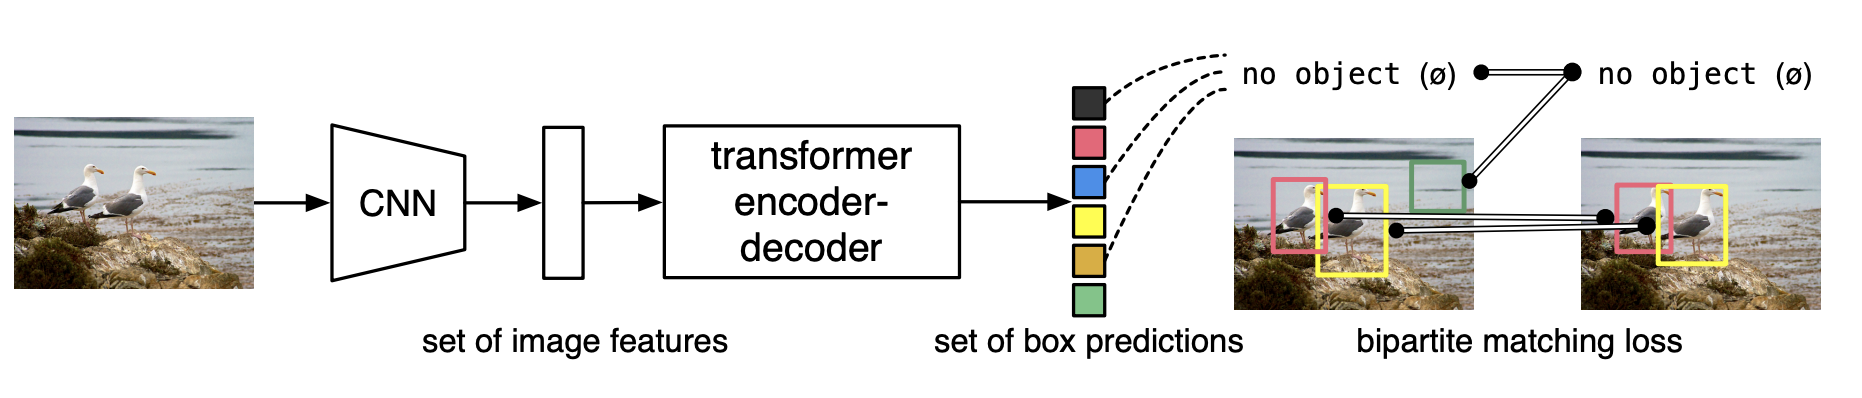 no object (ø)
no object (ø)
CNN
transformer
encoder-
decoder
set of image features
set of box predictions
bipartite matching loss